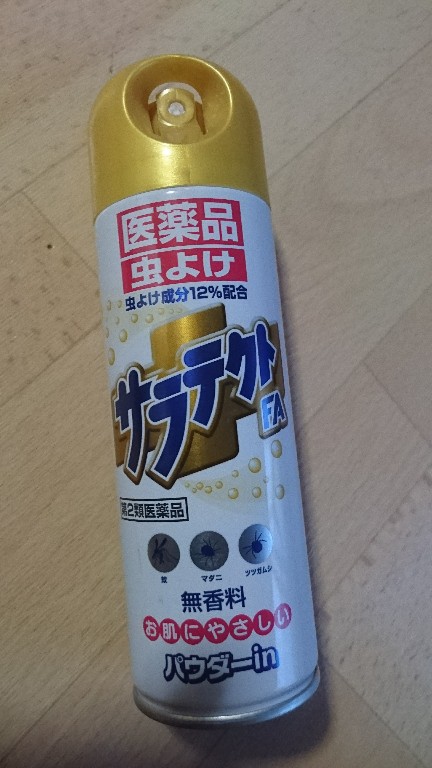 医薬品
虫よけ
虫よけ成分12%配合
サラテクト
FA
第2類医薬品
蚊 マダニ ツツガムシ
無香料
お肌にやさしい
パウダーin